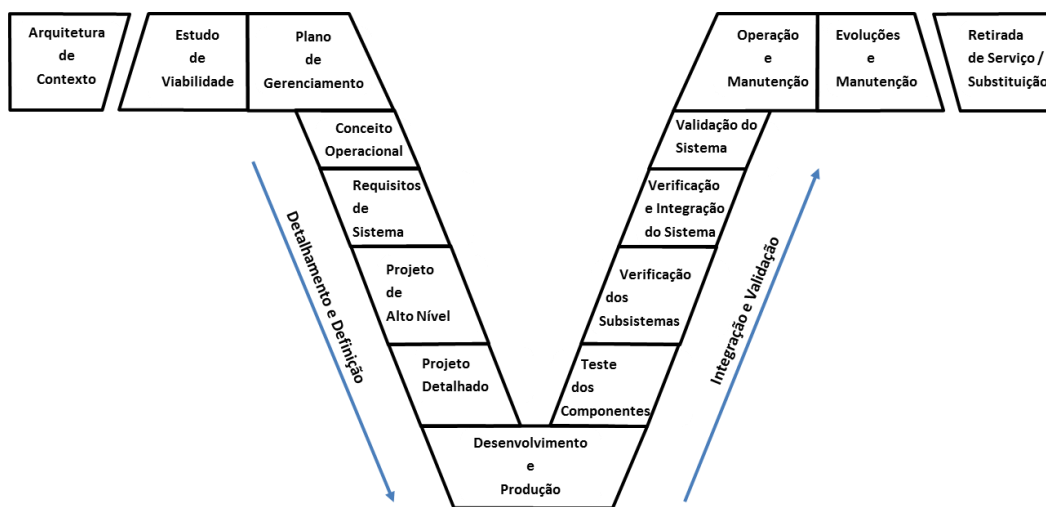 Arquitetura
de
Contexto
Estudo
de
Viabilidade
Plano
de
Gerenciamento
Conceito
Operacional
Requisitos
de
Sistema
Projeto
de
Alto Nível
Projeto
Detalhado
Detalhamento e Definição
Desenvolvimento
e
Produção
Teste
dos
Componentes
Verificação
dos
Subsistemas
Verificação
e Integração
do Sistema
Validação do
Sistema
Integração e Validação
Operação
e
Manutenção
Evoluções
e
Manutenção
Retirada
de Serviço /
Substituição